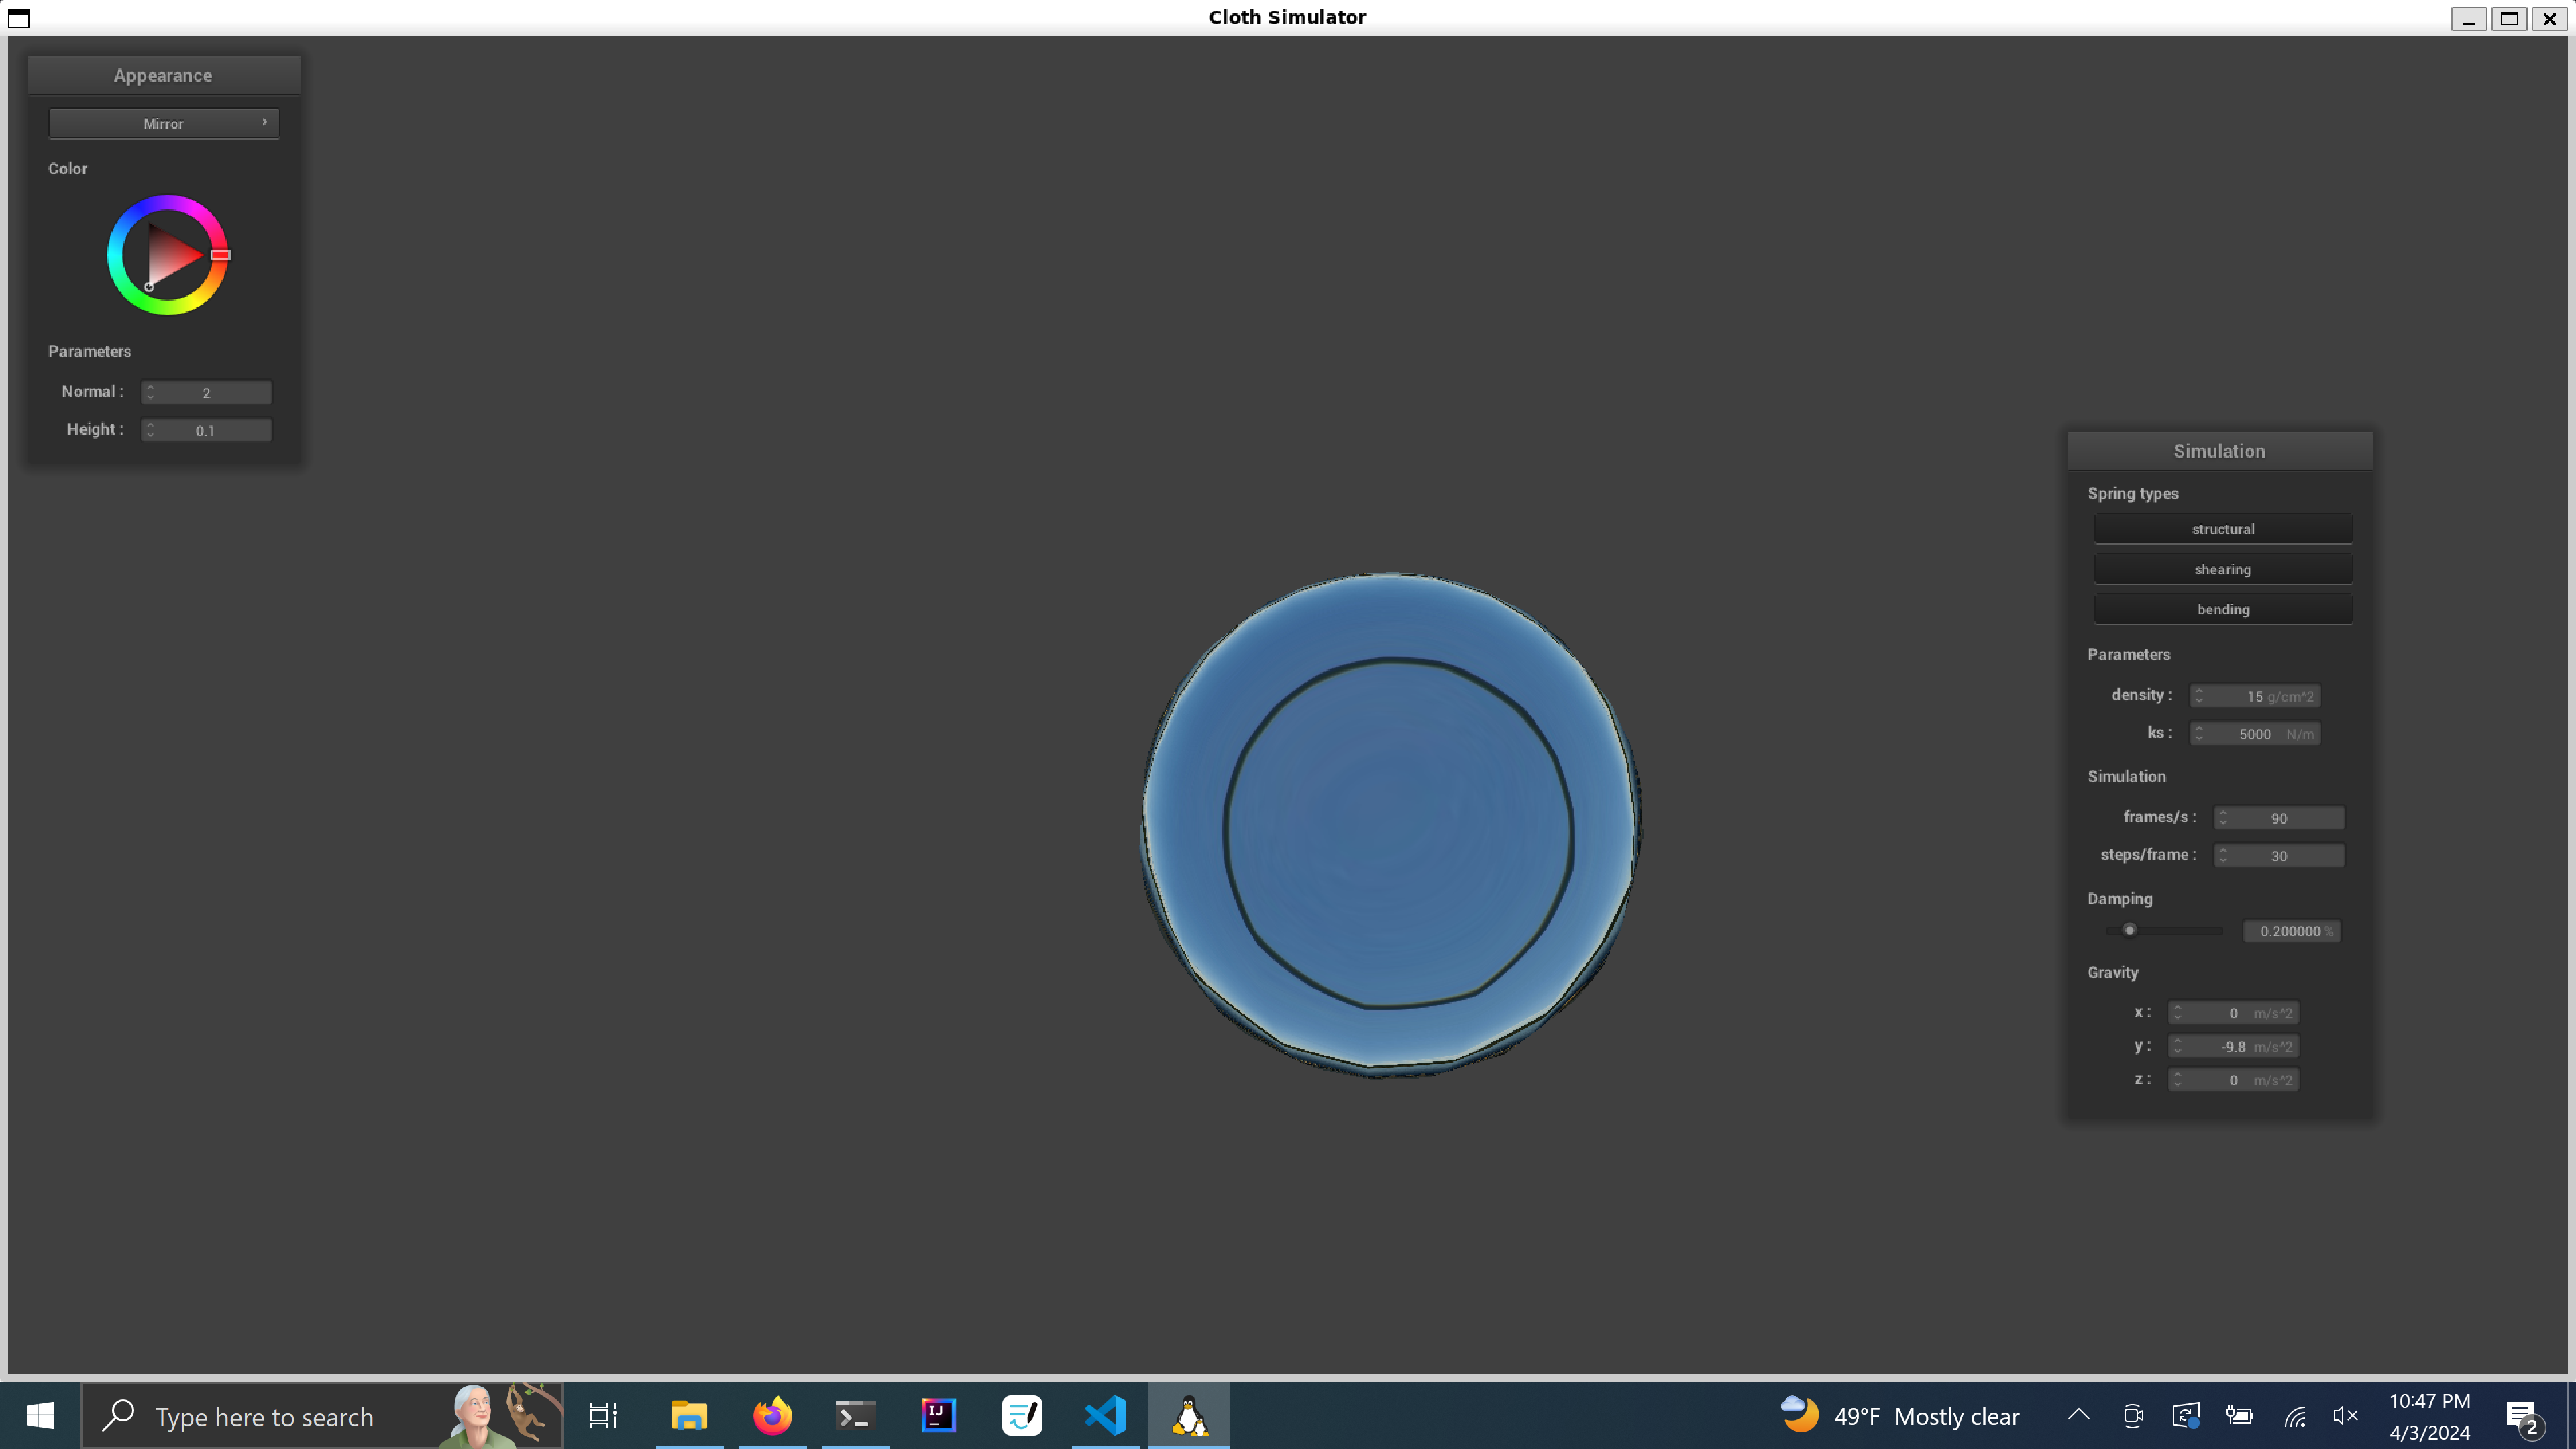 Cloth Simulator
Appearance
Mirror
Color
Parameters
Normal : 2
Height : 0.1
Simulation
Spring types
structural
shearing
bending
Parameters
density : 15 g/cm^2
ks : 5000 N/m
Simulation
frames/s : 90
steps/frame : 30
Damping
0.200000 %
Gravity
x : 0 m/s^2
y : -9.8 m/s^2
z : 0 m/s^2
Type here to search
IJ
49°F Mostly clear
10:47 PM
4/3/2024
2